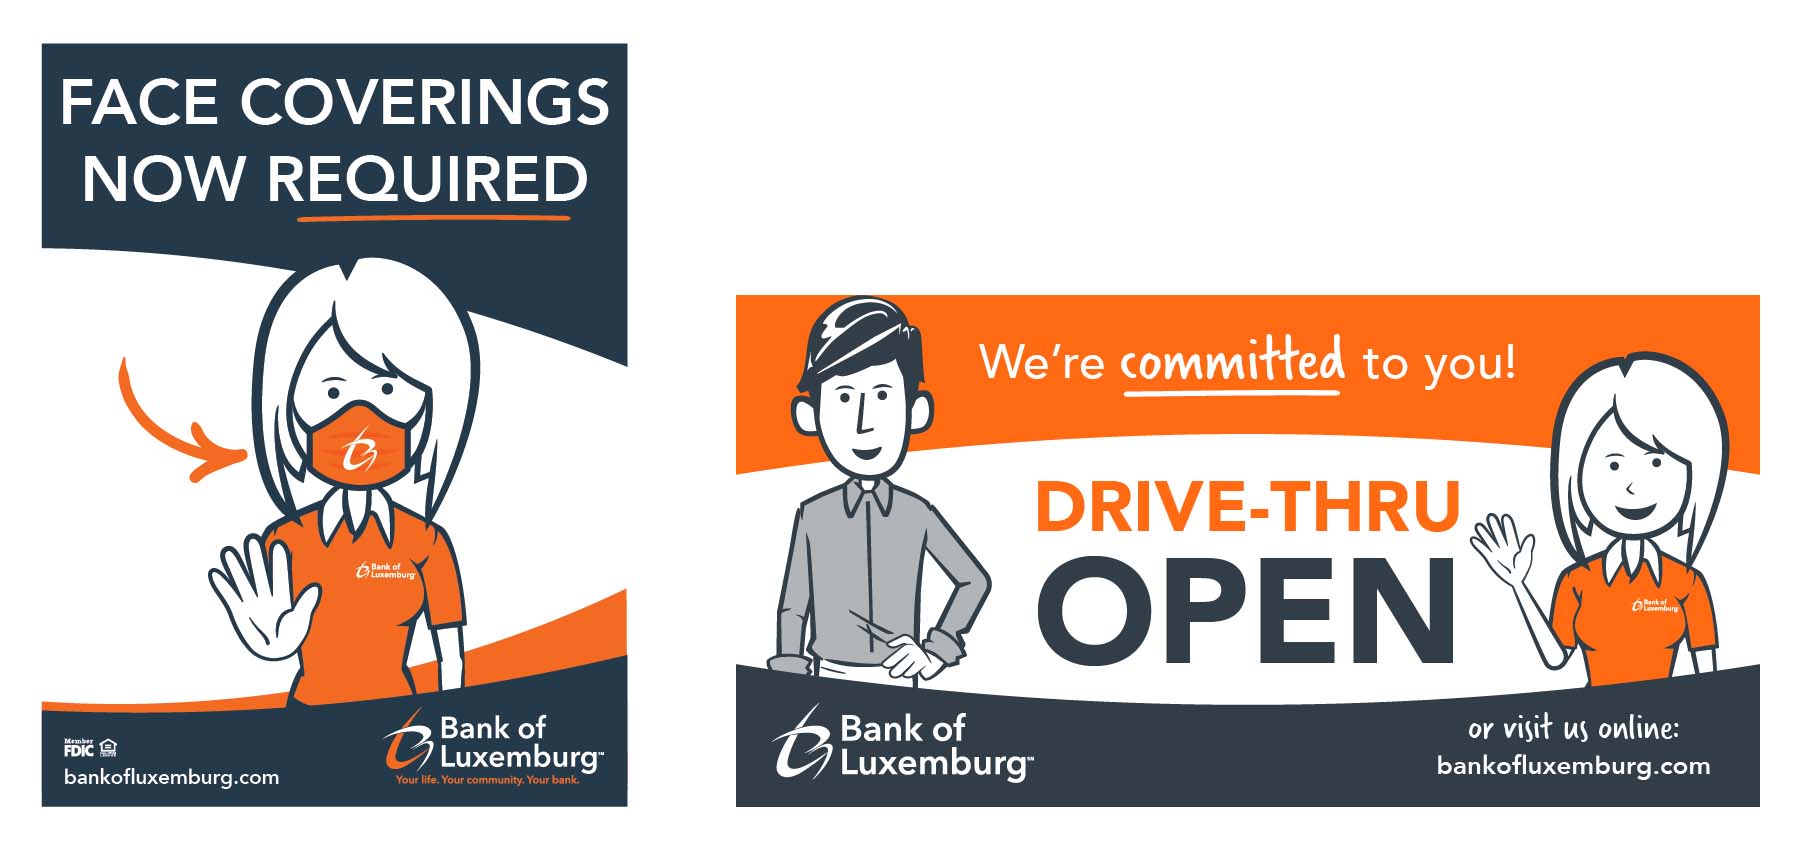 FACE COVERINGS
NOW REQUIRED
Bank of
Luxemburg
Member
FDIC
bankofluxemburg.com
Bank of
Luxemburg™
Your life. Your community. Your bank.
We're committed to you!
DRIVE-THRU
OPEN
Bank of
Luxemburg
Bank of
Luxemburg™
or visit us online:
bankofluxemburg.com